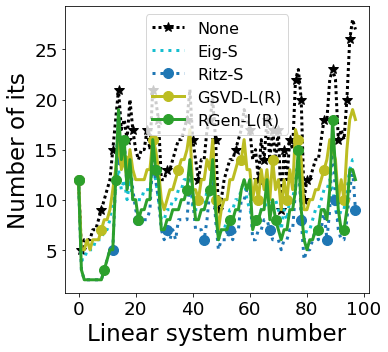 None
Eig-S
Ritz-S
GSVD-L(R)
RGen-L(R)
Number of its
25
20
15
10
5
0 20 40 60 80 100
Linear system number